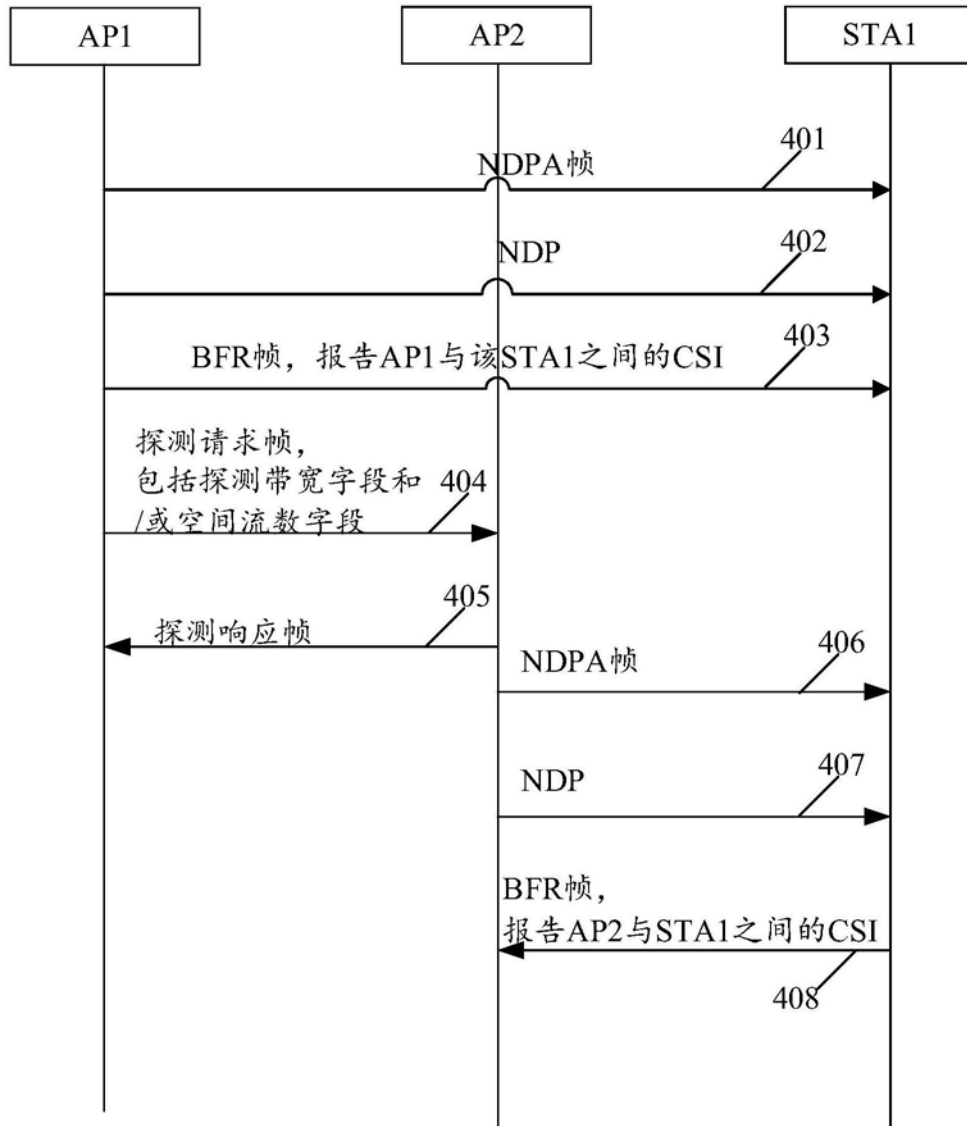 AP1
AP2
STA1
401
NDPA帧
402
NDP
403
BFR帧，报告AP1与该STA1之间的CSI
探测请求帧，
包括探测带宽字段和
/或空间流数字段
404
405
探测响应帧
NDPA帧
406
NDP
407
BFR帧，
报告AP2与STA1之间的CSI
408